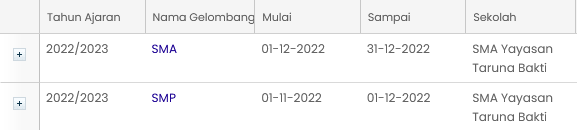 Tahun Ajaran Nama Gelombang Mulai Sampai Sekolah
2022/2023 SMA 01-12-2022 31-12-2022 SMA Yayasan
Taruna Bakti
2022/2023 SMP 01-11-2022 01-12-2022 SMA Yayasan
Taruna Bakti